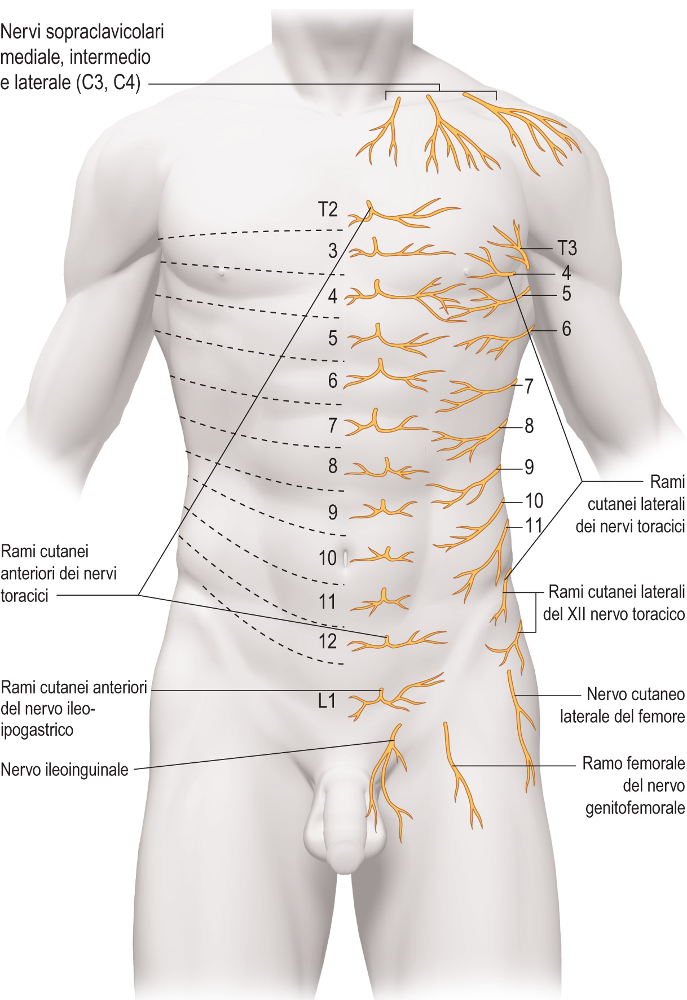 Nervi sopraclavicolari
mediale, intermedio
e laterale (C3, C4)
T2
3
4
5
6
7
8
9
10
11
12
L1
T3
4
5
6
7
8
9
10
11
Rami
cutanei laterali
dei nervi toracici
Rami cutanei
anteriori dei nervi
toracici
Rami cutanei laterali
del XII nervo toracico
Rami cutanei anteriori
del nervo ileo-
ipogastrico
Nervo cutaneo
laterale del femore
Nervo ileoinguinale
Ramo femorale
del nervo
genitofemorale